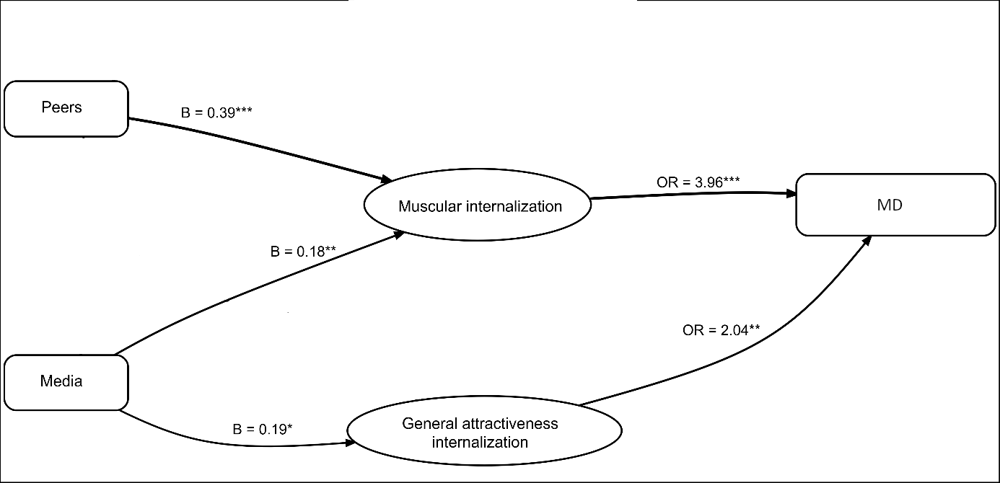 Peers
B = 0.39***
OR = 3.96***
Muscular internalization
MD
B = 0.18**
OR = 2.04**
Media
B = 0.19*
General attractiveness
internalization